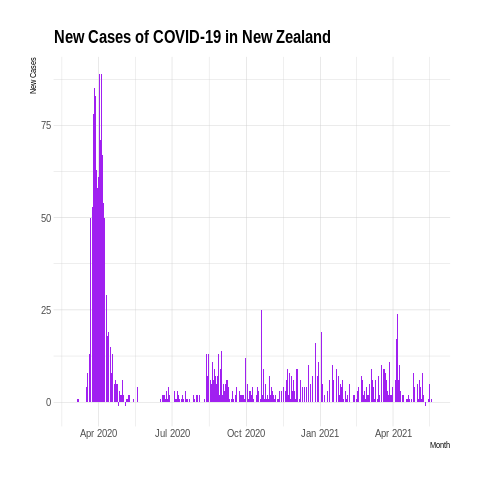 New Cases of COVID-19 in New Zealand
New Cases
75
50
25
0
Apr 2020 Jul 2020 Oct 2020 Jan 2021 Apr 2021
Month